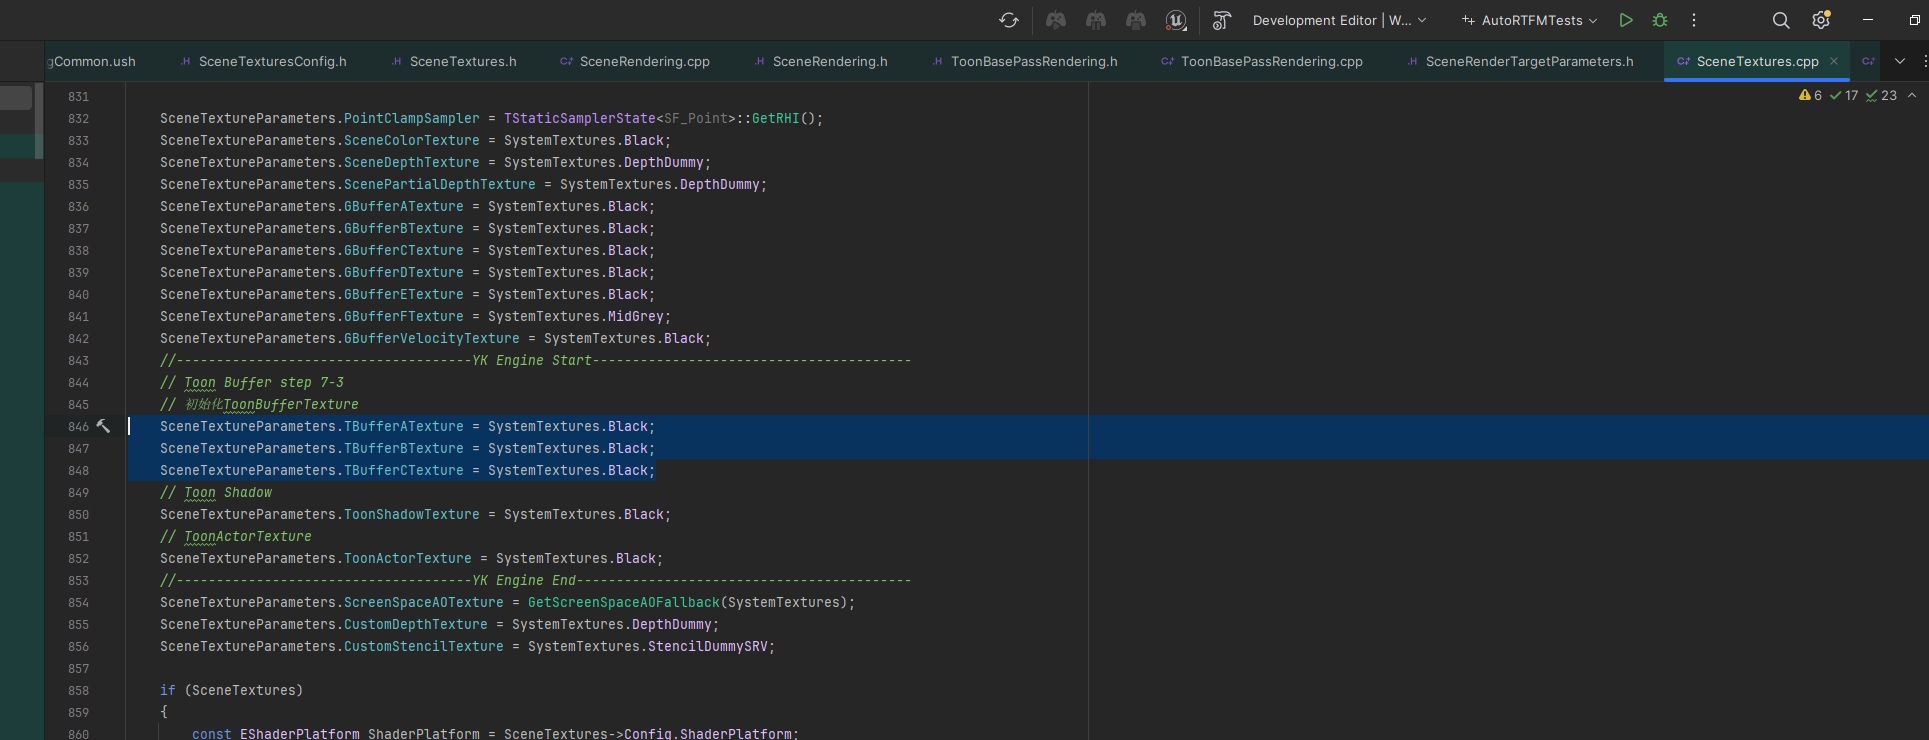 Development Editor | W...
AutoRTFMTests
gCommon.ush
.H SceneTexturesConfig.h
.H SceneTextures.h
C+ SceneRendering.cpp
.H SceneRendering.h
.H ToonBasePassRendering.h
C+ ToonBasePassRendering.cpp
.H SceneRenderTargetParameters.h
C+ SceneTextures.cpp
6 17 23
831
832 SceneTextureParameters.PointClampSampler = TStaticSamplerState<SF_Point>::GetRHI();
833 SceneTextureParameters.SceneColorTexture = SystemTextures.Black;
834 SceneTextureParameters.SceneDepthTexture = SystemTextures.DepthDummy;
835 SceneTextureParameters.ScenePartialDepthTexture = SystemTextures.DepthDummy;
836 SceneTextureParameters.GBufferATexture = SystemTextures.Black;
837 SceneTextureParameters.GBufferBTexture = SystemTextures.Black;
838 SceneTextureParameters.GBufferCTexture = SystemTextures.Black;
839 SceneTextureParameters.GBufferDTexture = SystemTextures.Black;
840 SceneTextureParameters.GBufferETexture = SystemTextures.Black;
841 SceneTextureParameters.GBufferFTexture = SystemTextures.MidGrey;
842 SceneTextureParameters.GBufferVelocityTexture = SystemTextures.Black;
843 //-------------------------------------YK Engine Start----------------------------------------
844 // Toon Buffer step 7-3
845 // 初始化ToonBufferTexture
846 SceneTextureParameters.TBufferATexture = SystemTextures.Black;
847 SceneTextureParameters.TBufferBTexture = SystemTextures.Black;
848 SceneTextureParameters.TBufferCTexture = SystemTextures.Black;
849 // Toon Shadow
850 SceneTextureParameters.ToonShadowTexture = SystemTextures.Black;
851 // ToonActorTexture
852 SceneTextureParameters.ToonActorTexture = SystemTextures.Black;
853 //-------------------------------------YK Engine End------------------------------------------
854 SceneTextureParameters.ScreenSpaceAOTexture = GetScreenSpaceAOFallback(SystemTextures);
855 SceneTextureParameters.CustomDepthTexture = SystemTextures.DepthDummy;
856 SceneTextureParameters.CustomStencilTexture = SystemTextures.StencilDummySRV;
857
858 if (SceneTextures)
859 {
860 const EShaderPlatform ShaderPlatform = SceneTextures->Config.ShaderPlatform;